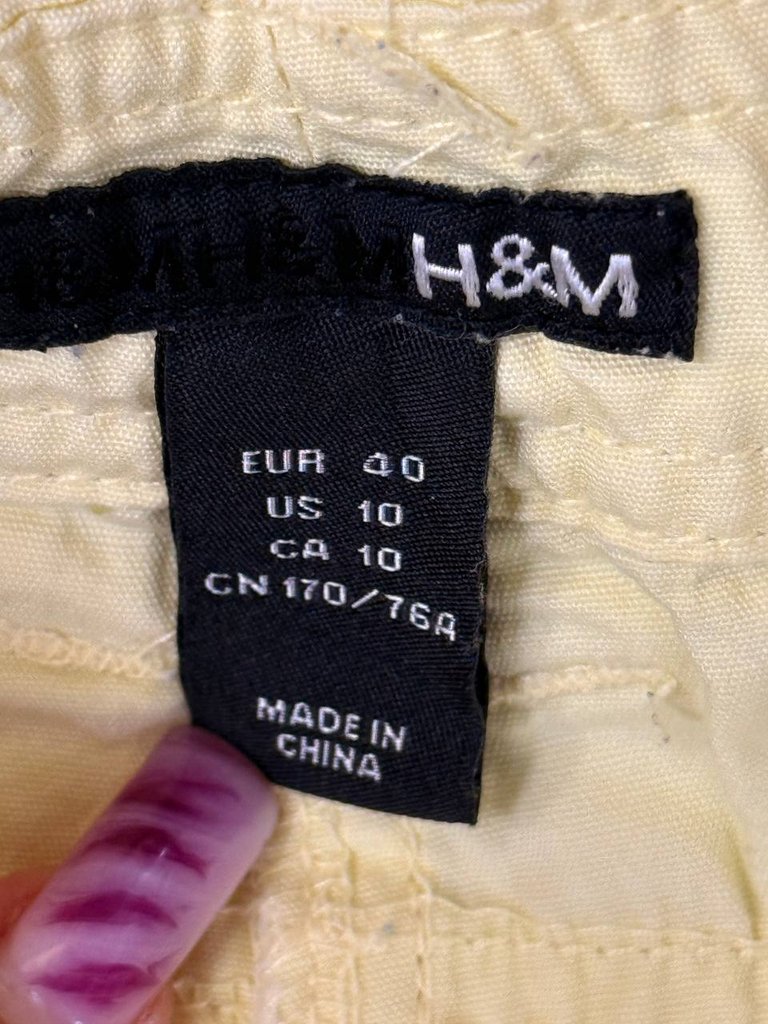 H&M H&M H&M
EUR 40
US 10
CA 10
CN 170/76A
MADE IN
CHINA